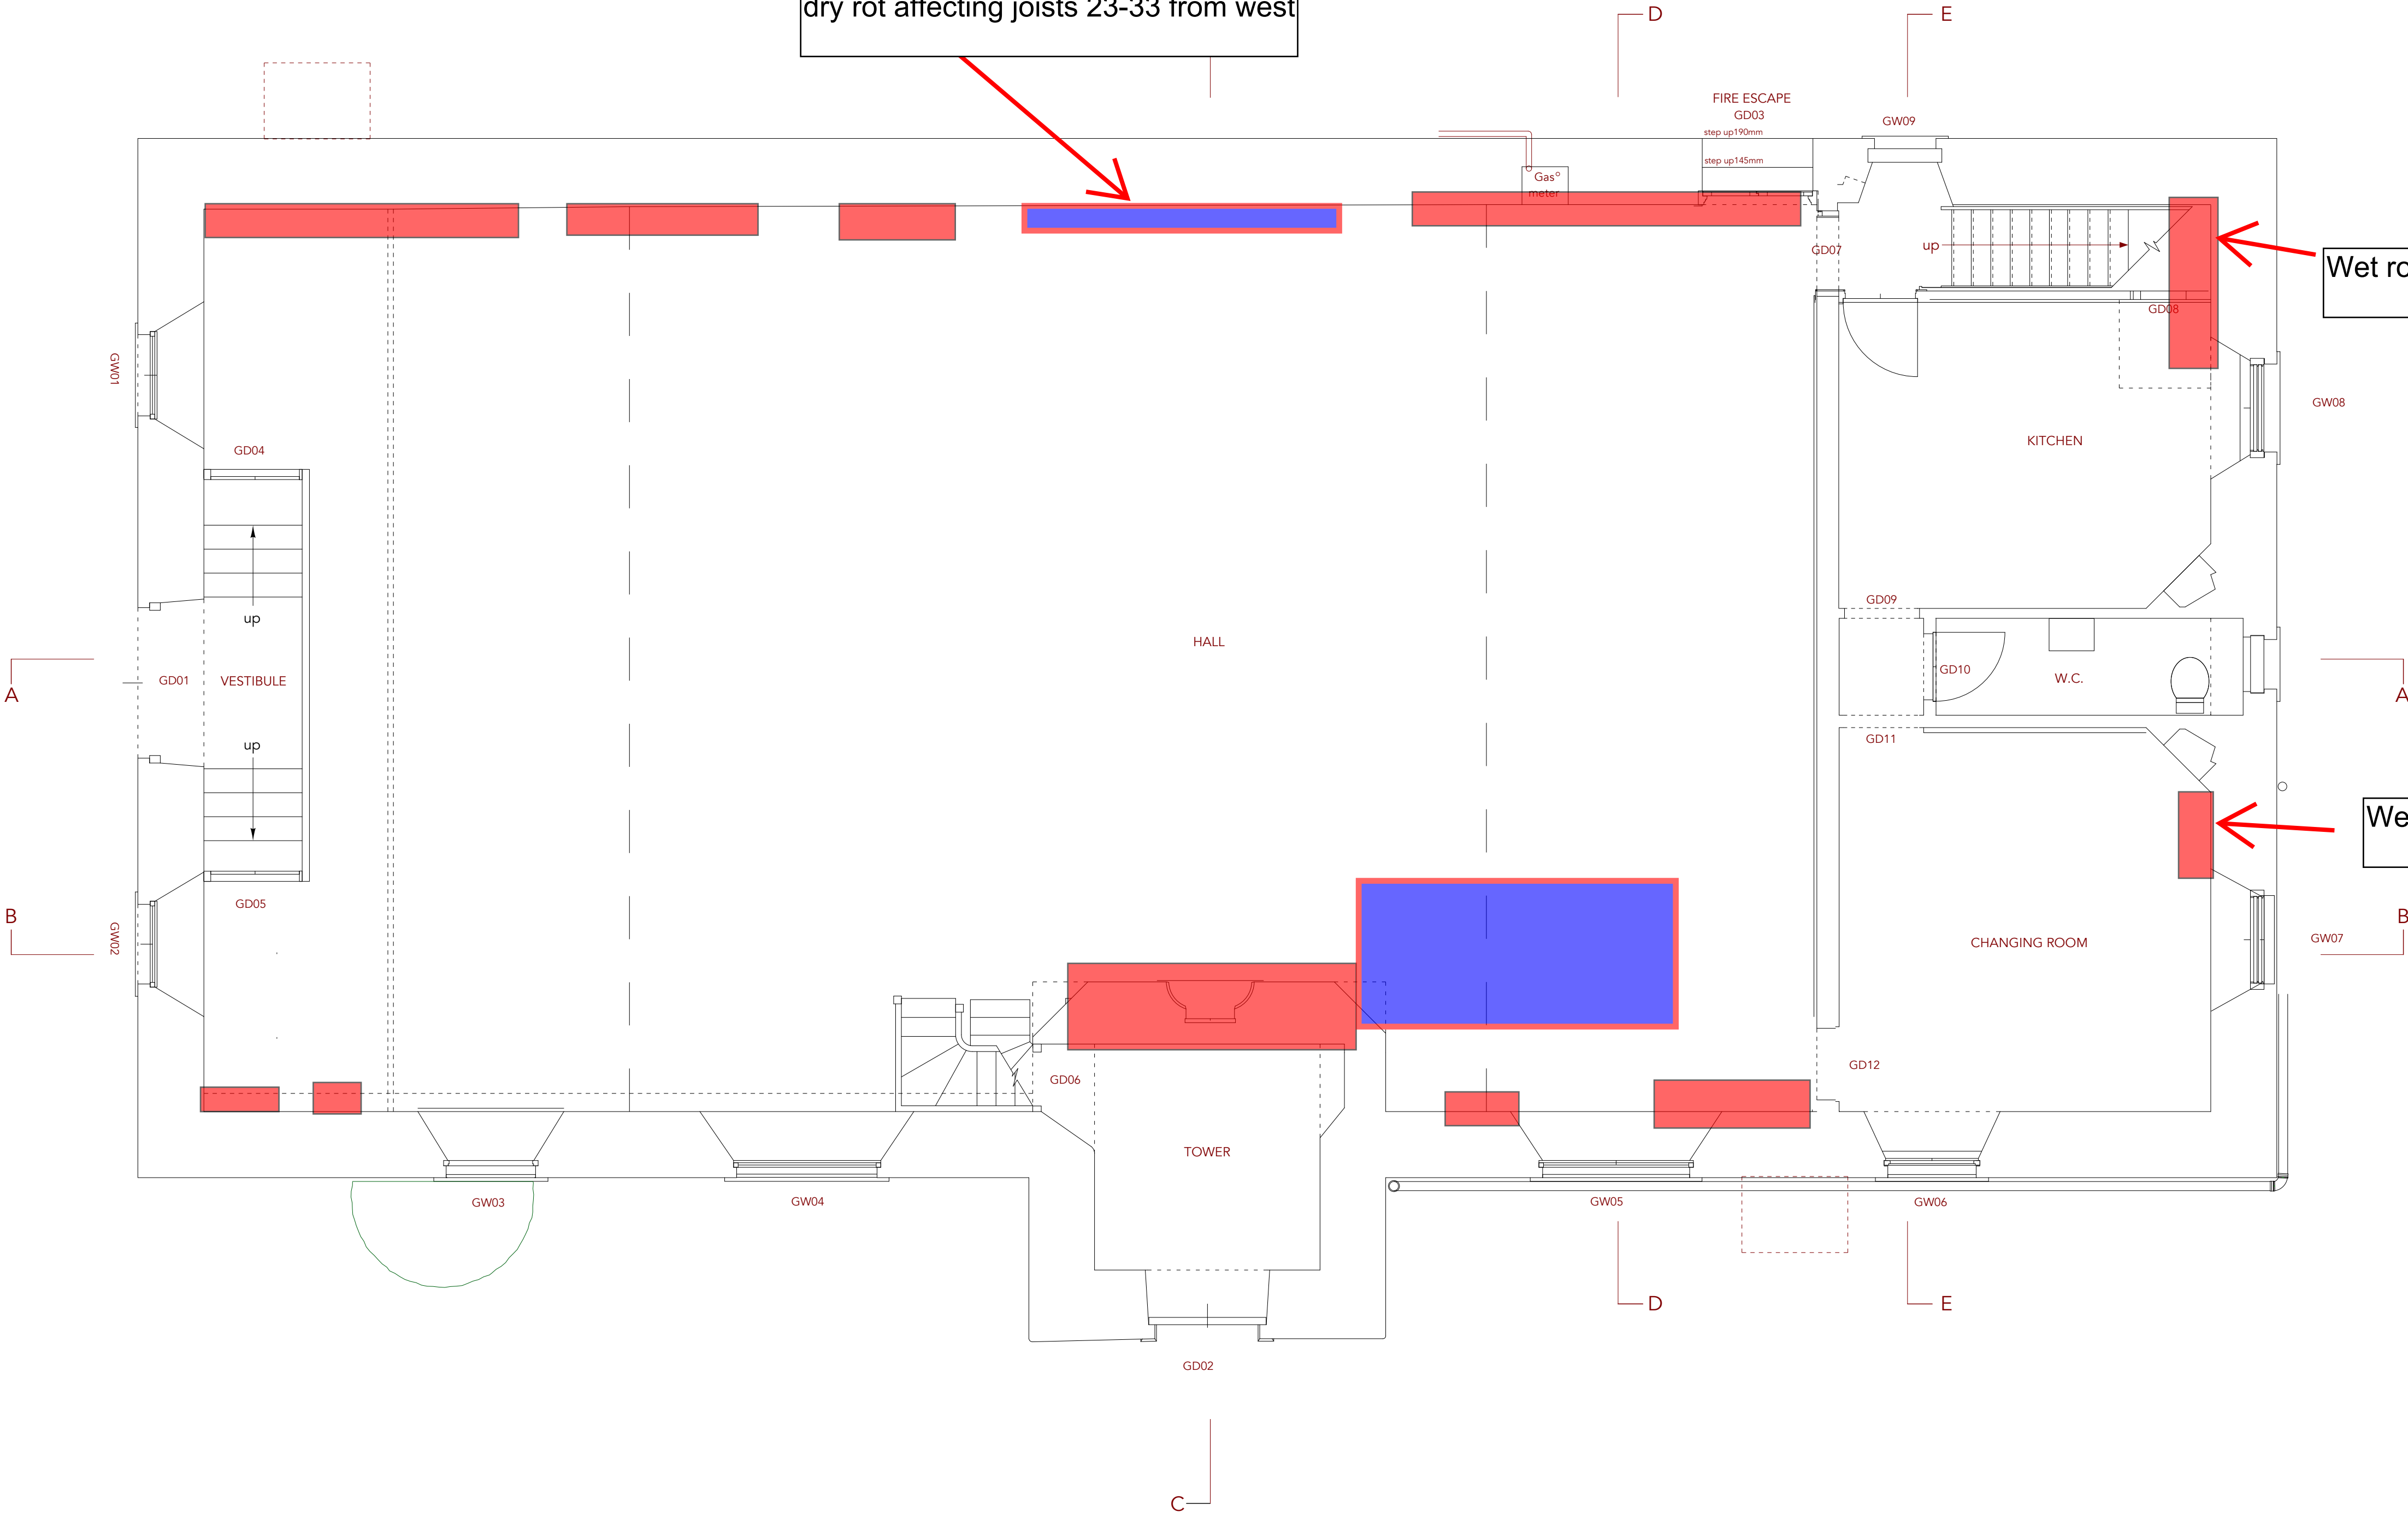 dry rot affecting joists 23-33 from west
D
E
FIRE ESCAPE
GD03
step up190mm
step up145mm
GW09
Gas
meter
GD07
up
Wet
GD08
GW01
GW08
GD04
KITCHEN
up
GD09
HALL
GD01
VESTIBULE
GD10
W.C.
A
A
up
GD11
GD05
B
B
GW02
CHANGING ROOM
GW07
GD06
GD12
TOWER
GW03
GW04
GW05
GW06
D
E
GD02
C